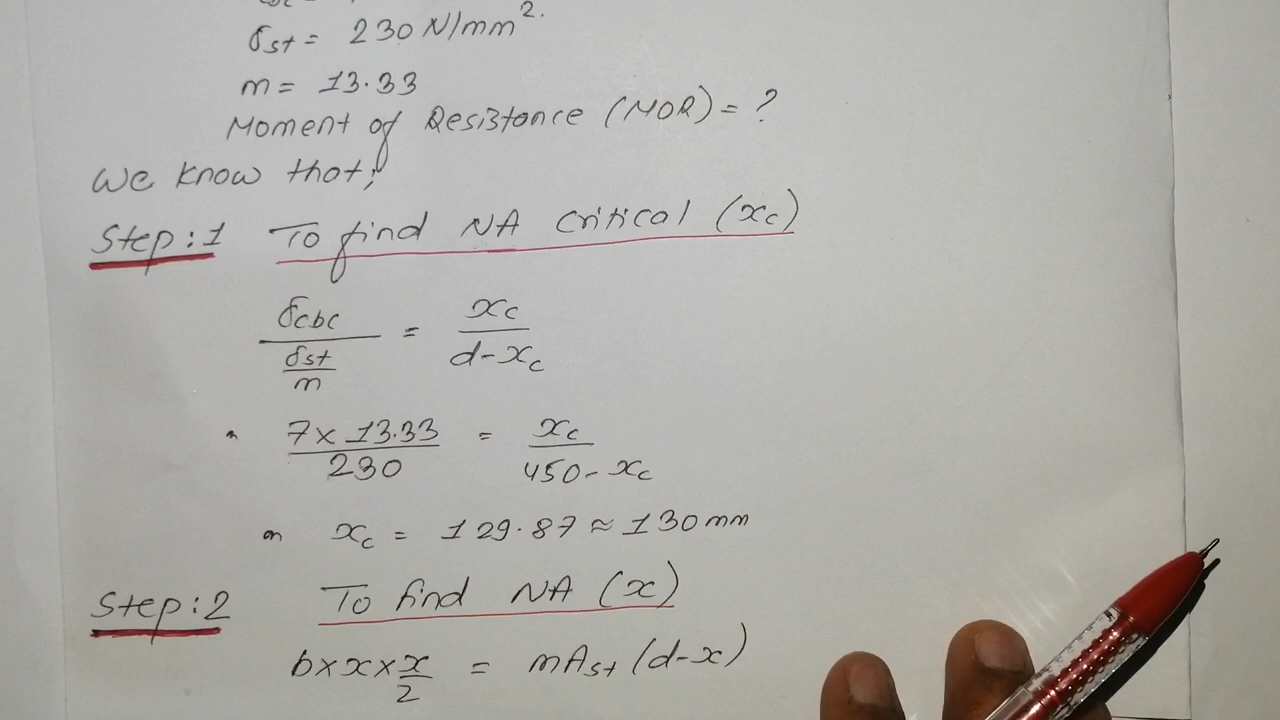 σst = 230 N/mm².
m = 13.33
Moment of Resistance (MOR) = ?
We know that;
Step:1 To find NA critical (xc)
σcbc / (σst / m) = xc / (d-xc)
7 × 13.33 / 230 = xc / (450 - xc)
or xc = 129.87 ≈ 130 mm
Step:2 To find NA (x)
b × x × x/2 = mAst (d-x)